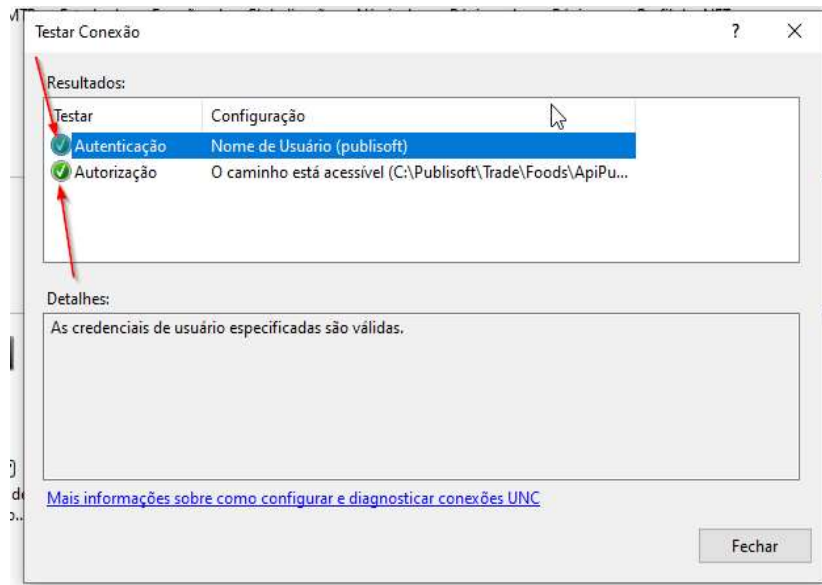 Testar Conexão
?
Resultados:
Testar Configuração
Autenticação Nome de Usuário (publisoft)
Autorização O caminho está acessível (C:\Publisoft\Trade\Foods\ApiPu...
Detalhes:
As credenciais de usuário especificadas são válidas.
Mais informações sobre como configurar e diagnosticar conexões UNC
Fechar